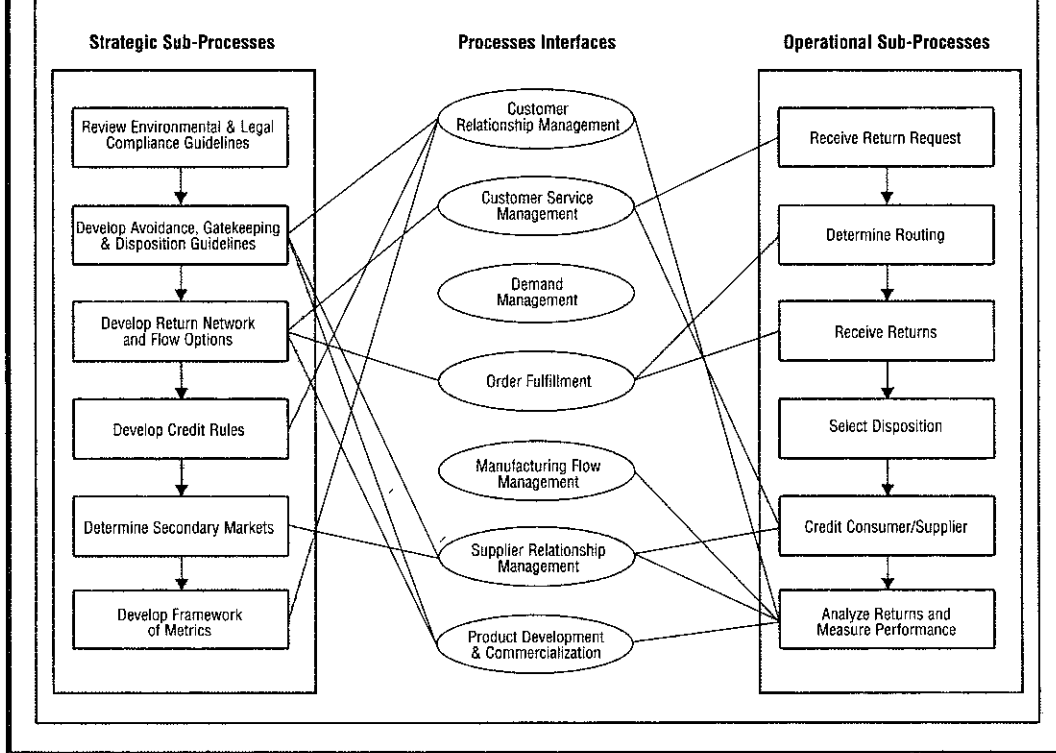 Strategic Sub-Processes
Review Environmental & Legal
Compliance Guidelines
Develop Avoidance, Gatekeeping
& Disposition Guidelines
Develop Return Network
and Flow Options
Develop Credit Rules
Determine Secondary Markets
Develop Framework
of Metrics
Processes Interfaces
Customer
Relationship Management
Customer Service
Management
Demand
Management
Order Fulfillment
Manufacturing Flow
Management
Supplier Relationship
Management
Product Development
& Commercialization
Operational Sub-Processes
Receive Return Request
Determine Routing
Receive Returns
Select Disposition
Credit Consumer/Supplier
Analyze Returns and
Measure Performance